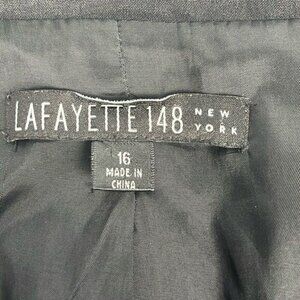 LAFAYETTE 148 NEW YORK
16
MADE IN
CHINA